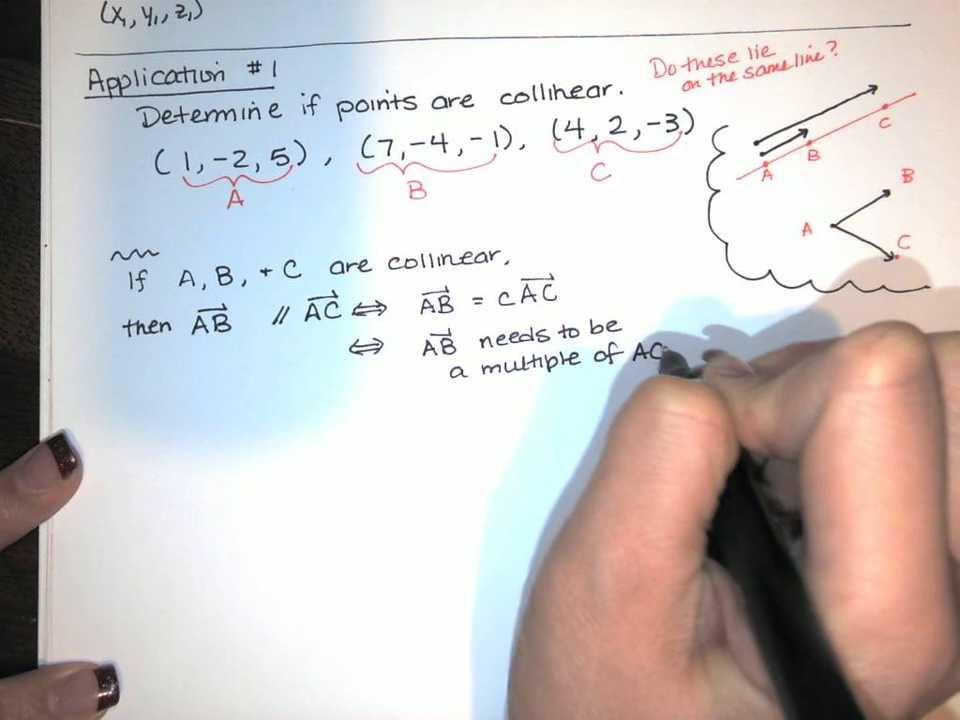 (x₁, y₁, z₁)
Application #1
Do these lie
on the same line?
Determine if points are collinear.
(1, -2, 5), (7, -4, -1), (4, 2, -3)
A B C
A B C
A B C
If A, B, + C are collinear,
then AB⃗ // AC⃗ ⇔ AB⃗ = cAC⃗
⇔ AB⃗ needs to be
a multiple of AC